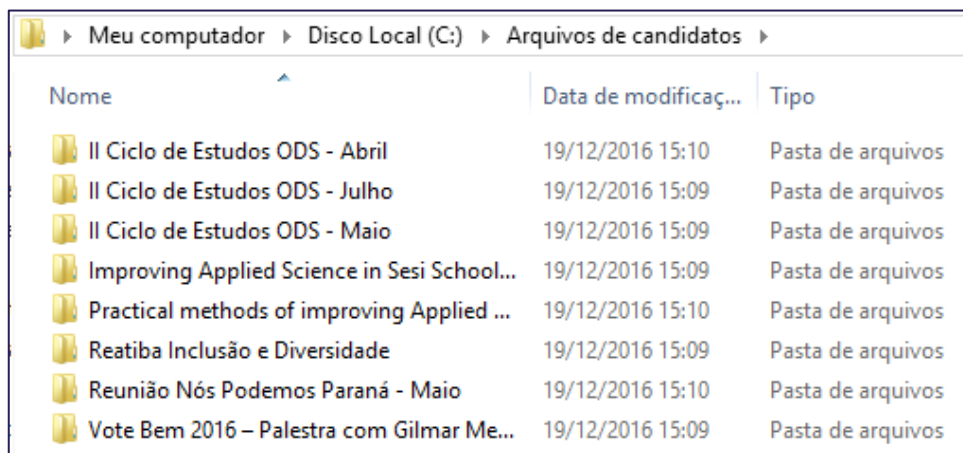 Meu computador Disco Local (C:) Arquivos de candidatos
Nome Data de modificaç... Tipo
II Ciclo de Estudos ODS - Abril 19/12/2016 15:10 Pasta de arquivos
II Ciclo de Estudos ODS - Julho 19/12/2016 15:09 Pasta de arquivos
II Ciclo de Estudos ODS - Maio 19/12/2016 15:09 Pasta de arquivos
Improving Applied Science in Sesi School... 19/12/2016 15:09 Pasta de arquivos
Practical methods of improving Applied ... 19/12/2016 15:10 Pasta de arquivos
Reatiba Inclusão e Diversidade 19/12/2016 15:09 Pasta de arquivos
Reunião Nós Podemos Paraná - Maio 19/12/2016 15:10 Pasta de arquivos
Vote Bem 2016 – Palestra com Gilmar Me... 19/12/2016 15:09 Pasta de arquivos